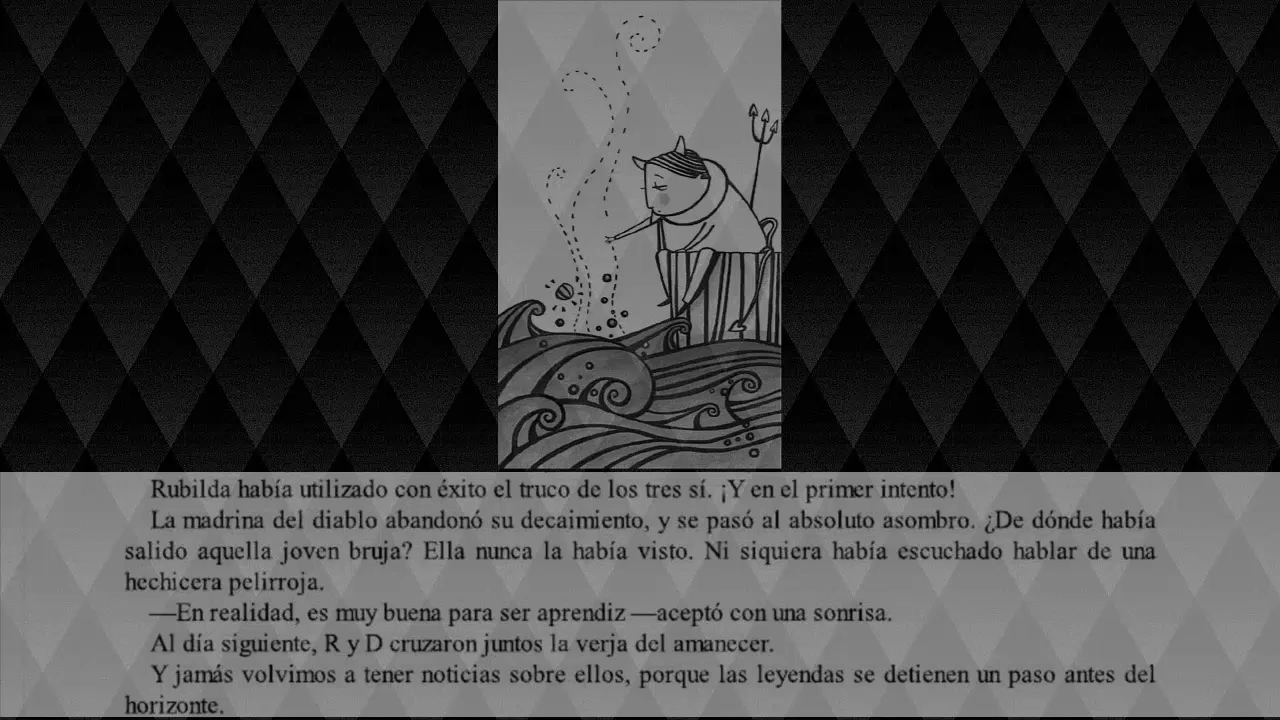 Rubilda había utilizado con éxito el truco de los tres sí. ¡Y en el primer intento!
La madrina del diablo abandonó su decaimiento, y se pasó al absoluto asombro. ¿De dónde había
salido aquella joven bruja? Ella nunca la había visto. Ni siquiera había escuchado hablar de una
hechicera pelirroja.
—En realidad, es muy buena para ser aprendiz —aceptó con una sonrisa.
Al día siguiente, R y D cruzaron juntos la verja del amanecer.
Y jamás volvimos a tener noticias sobre ellos, porque las leyendas se detienen un paso antes del
horizonte.